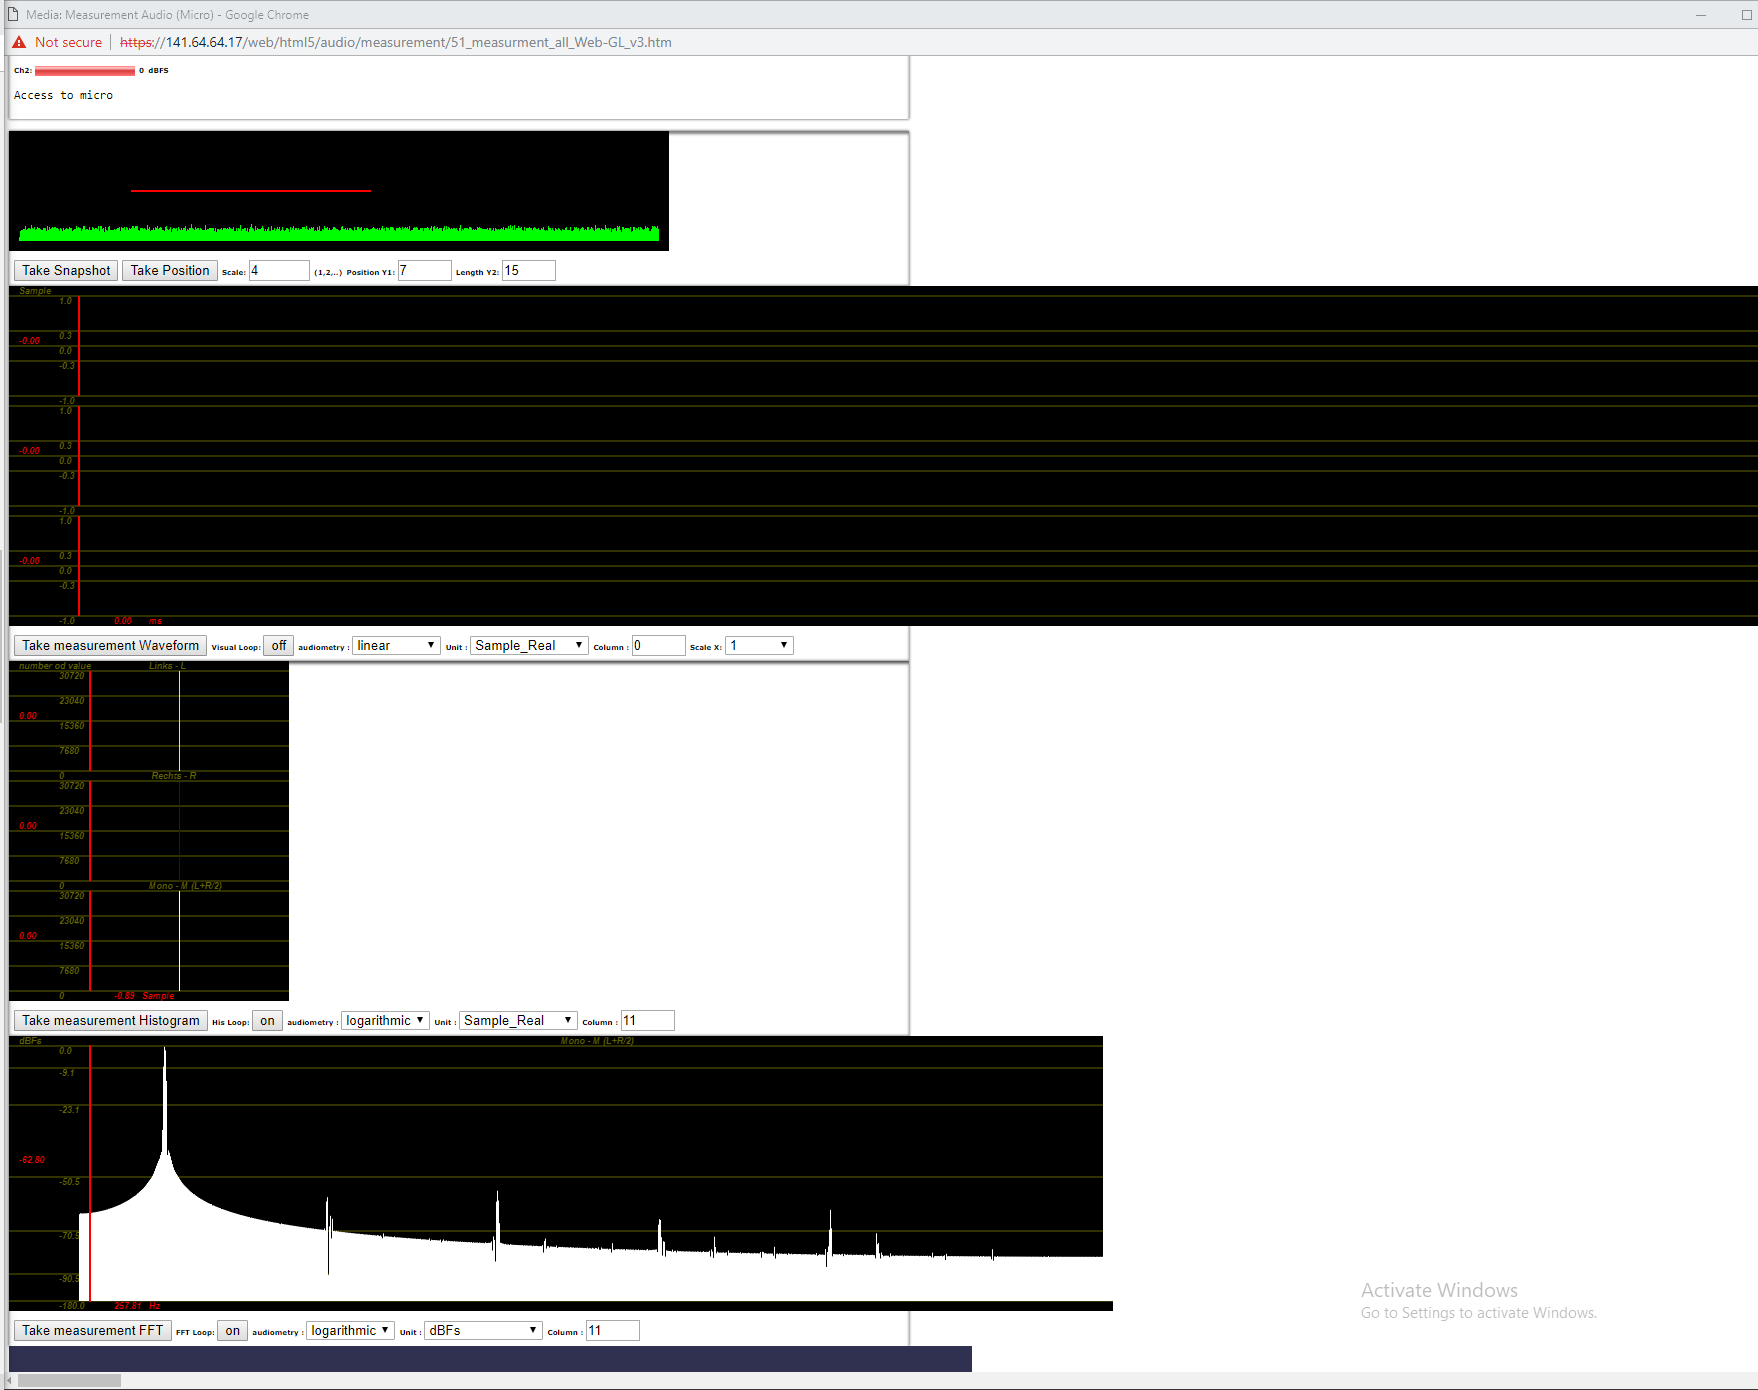 Media: Measurement Audio (Micro) - Google Chrome
Not secure https://141.64.64.17/web/html5/audio/measurement/51_measurment_all_Web-GL_v3.htm
Ch2: 0 dBFS
Access to micro
Take Snapshot Take Position Scale: 4 (1,2,..) Position Y1: 7 Length Y2: 15
Sample
1.0
0.3
-0.00
0.0
-0.3
-1.0
1.0
0.3
-0.00
0.0
-0.3
-1.0
1.0
0.3
-0.00
0.0
-0.3
-1.0 0.00 ms
Take measurement Waveform Visual Loop: off audiometry : linear Unit : Sample_Real Column : 0 Scale X: 1
number od value Links - L
30720
23040
0.00
15360
7680
0 Rechts - R
30720
23040
0.00
15360
7680
0 Mono - M (L+R/2)
30720
23040
0.00
15360
7680
0 -0.89 Sample
Take measurement Histogram His Loop: on audiometry : logarithmic Unit : Sample_Real Column : 11
dBFs Mono - M (L+R/2)
0.0
-9.1
-23.1
-62.80
-50.5
-70.5
-90.5
-180.0 257.81 Hz
Take measurement FFT FFT Loop: on audiometry : logarithmic Unit : dBFs Column : 11
Activate Windows
Go to Settings to activate Windows.